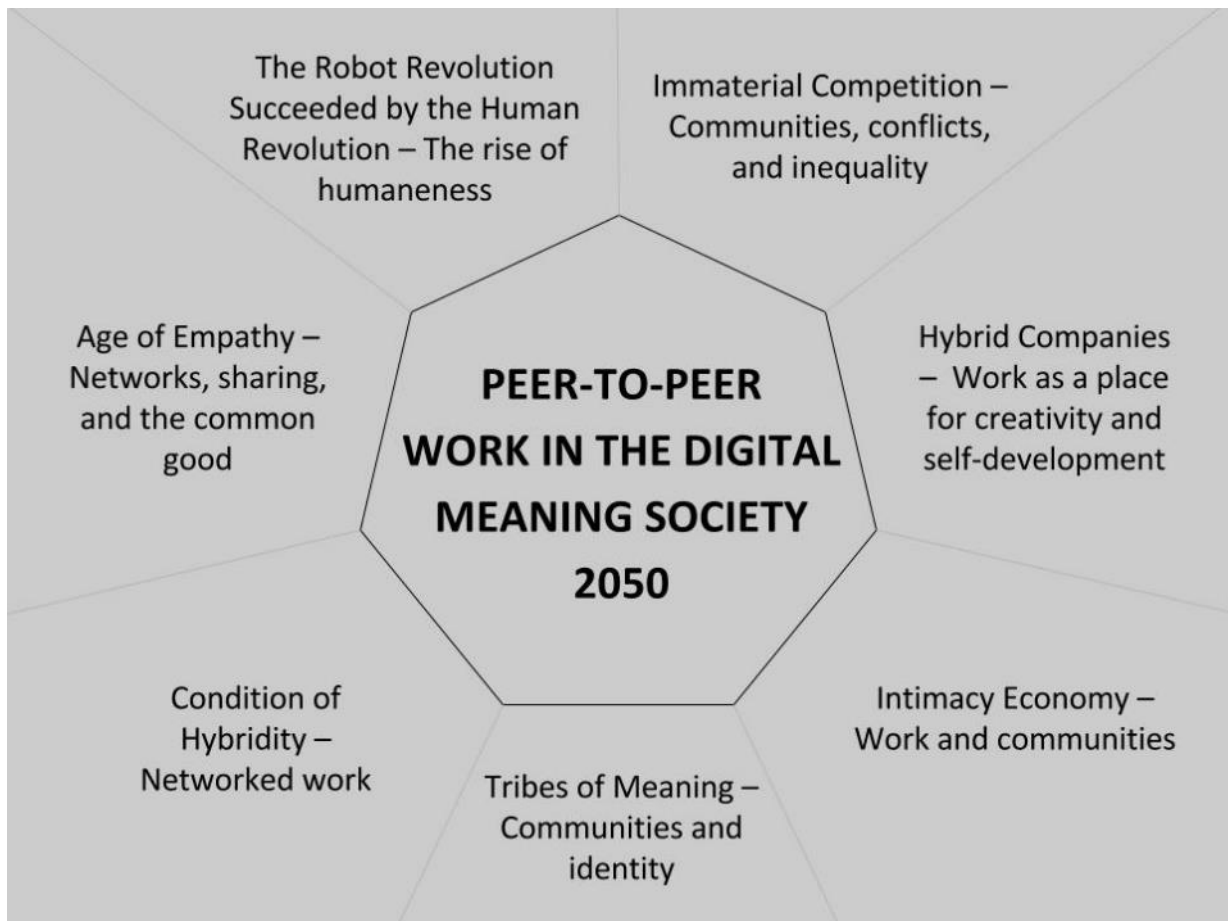 The Robot Revolution
Succeeded by the Human
Revolution – The rise of
humaneness
Immaterial Competition –
Communities, conflicts,
and inequality
Age of Empathy –
Networks, sharing,
and the common
good
PEER-TO-PEER
WORK IN THE DIGITAL
MEANING SOCIETY
2050
Hybrid Companies
– Work as a place
for creativity and
self-development
Condition of
Hybridity –
Networked work
Tribes of Meaning –
Communities and
identity
Intimacy Economy –
Work and communities